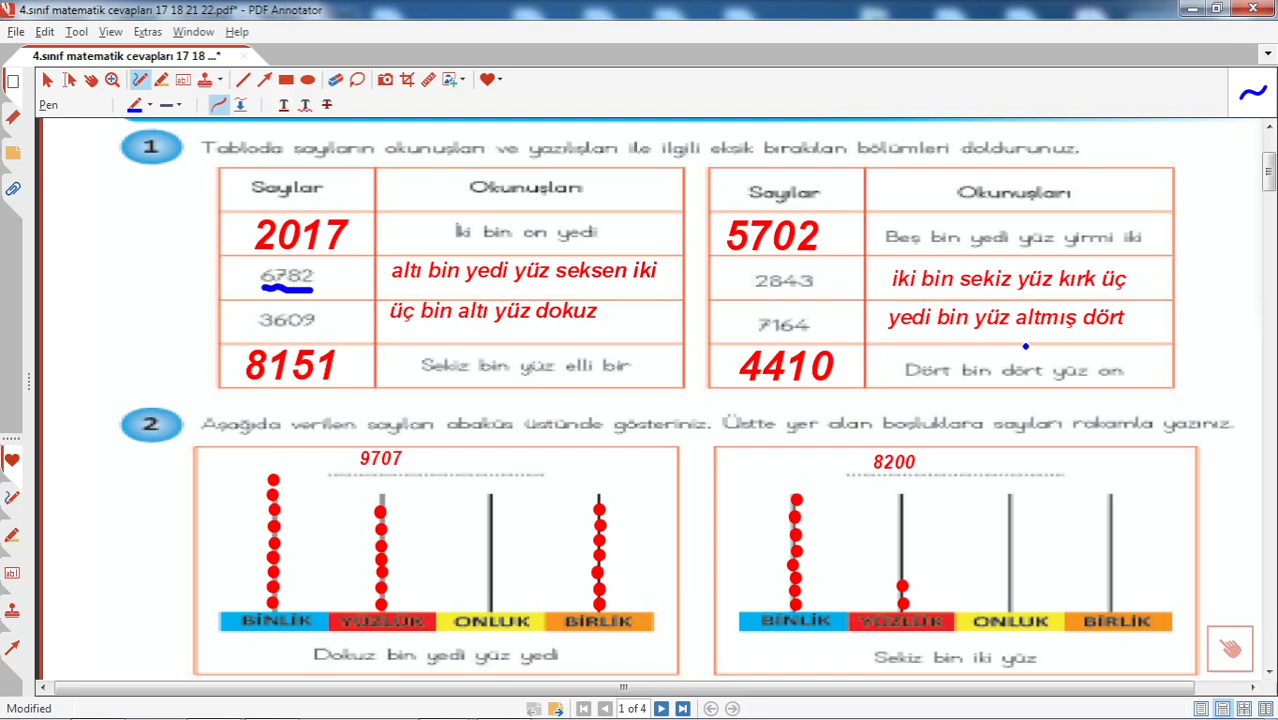 4.sınıf matematik cevapları 17 18 21 22.pdf* - PDF Annotator
File Edit Tool View Extras Window Help
4.sınıf matematik cevapları 17 18 ...*
Pen
1 Tabloda sayıların okunuşları ve yazılışları ile ilgili eksik bırakılan bölümleri doldurunuz.
Sayılar Okunuşları
2017 İki bin on yedi
6782 altı bin yedi yüz seksen iki
3609 üç bin altı yüz dokuz
8151 Sekiz bin yüz elli bir
Sayılar Okunuşları
5702 Beş bin yedi yüz yirmi iki
2843 iki bin sekiz yüz kırk üç
7164 yedi bin yüz altmış dört
4410 Dört bin dört yüz on
2 Aşağıda verilen sayıları abaküs üstünde gösteriniz. Üstte yer alan boşluklara sayıları rakamla yazınız.
9707
BİNLİK YÜZLÜK ONLUK BİRLİK
Dokuz bin yedi yüz yedi
8200
BİNLİK YÜZLÜK ONLUK BİRLİK
Sekiz bin iki yüz
Modified
1 of 4